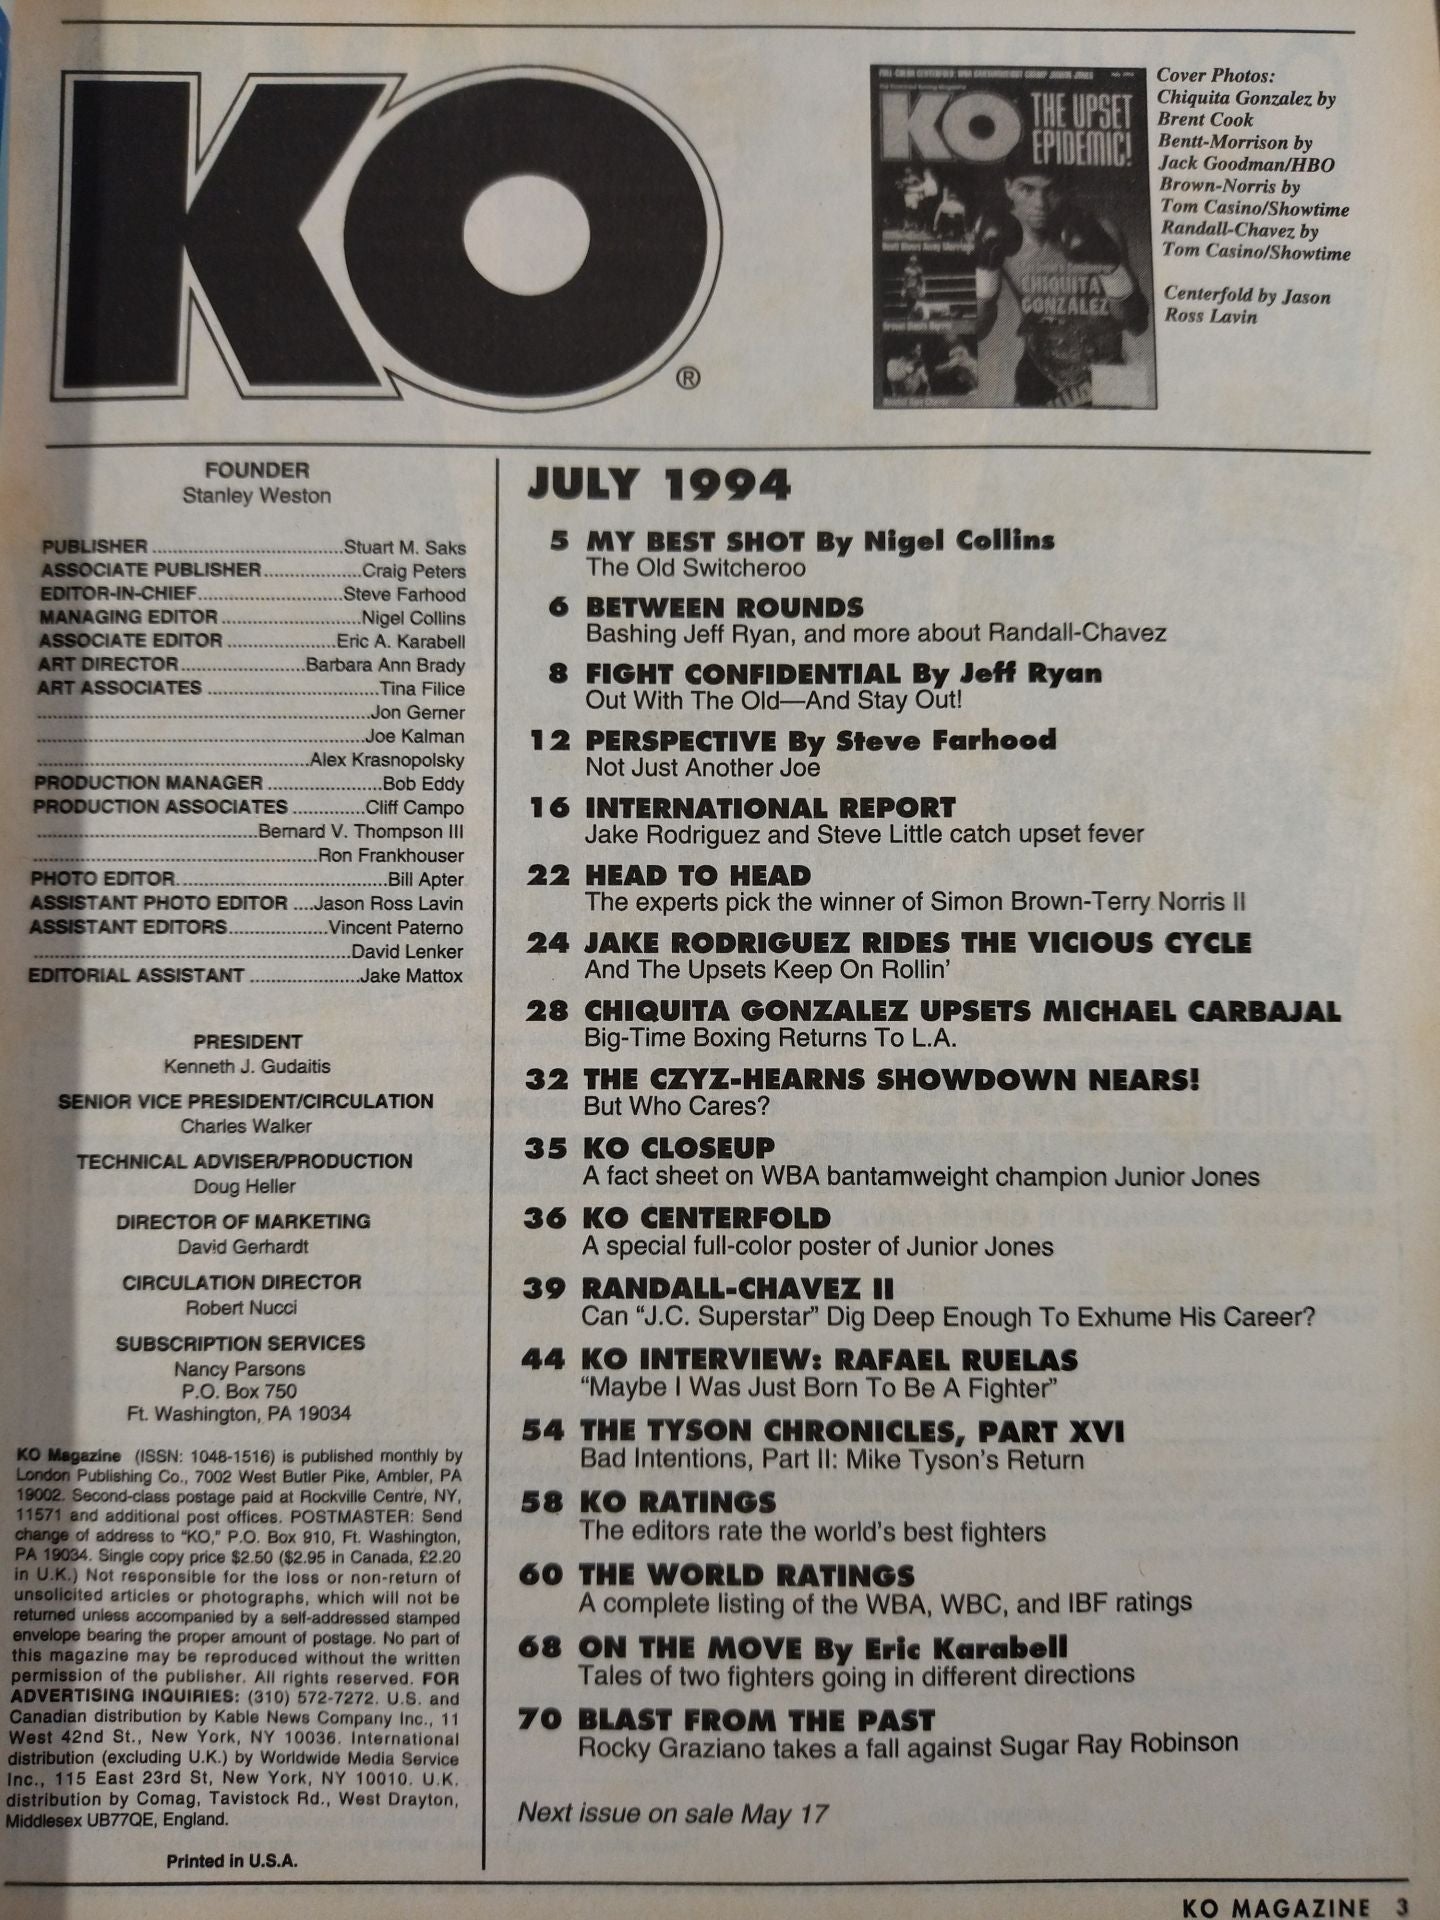 KO
®
FULL COLOR CENTERFOLD: WBA BANTAMWEIGHT CHAMP JUNIOR JONES
KO
THE UPSET
EPIDEMIC!
CHIQUITA
GONZALEZ
Cover Photos:
Chiquita Gonzalez by
Brent Cook
Bentt-Morrison by
Jack Goodman/HBO
Brown-Norris by
Tom Casino/Showtime
Randall-Chavez by
Tom Casino/Showtime
Centerfold by Jason
Ross Lavin
FOUNDER
Stanley Weston
PUBLISHER ..................................Stuart M. Saks
ASSOCIATE PUBLISHER..................Craig Peters
EDITOR-IN-CHIEF..........................Steve Farhood
MANAGING EDITOR .........................Nigel Collins
ASSOCIATE EDITOR ...................Eric A. Karabell
ART DIRECTOR......................Barbara Ann Brady
ART ASSOCIATES ...............................Tina Filice
............................................................Jon Gerner
...........................................................Joe Kalman
.................................................Alex Krasnopolsky
PRODUCTION MANAGER .....................Bob Eddy
PRODUCTION ASSOCIATES .............Cliff Campo
........................................Bernard V. Thompson III
...................................................Ron Frankhouser
PHOTO EDITOR......................................Bill Apter
ASSISTANT PHOTO EDITOR ....Jason Ross Lavin
ASSISTANT EDITORS..................Vincent Paterno
.........................................................David Lenker
EDITORIAL ASSISTANT ....................Jake Mattox
PRESIDENT
Kenneth J. Gudaitis
SENIOR VICE PRESIDENT/CIRCULATION
Charles Walker
TECHNICAL ADVISER/PRODUCTION
Doug Heller
DIRECTOR OF MARKETING
David Gerhardt
CIRCULATION DIRECTOR
Robert Nucci
SUBSCRIPTION SERVICES
Nancy Parsons
P.O. Box 750
Ft. Washington, PA 19034
KO Magazine (ISSN: 1048-1516) is published monthly by
London Publishing Co., 7002 West Butler Pike, Ambler, PA
19002. Second-class postage paid at Rockville Centre, NY,
11571 and additional post offices. POSTMASTER: Send
change of address to "KO," P.O. Box 910, Ft. Washington,
PA 19034. Single copy price $2.50 ($2.95 in Canada, £2.20
in U.K.) Not responsible for the loss or non-return of
unsolicited articles or photographs, which will not be
returned unless accompanied by a self-addressed stamped
envelope bearing the proper amount of postage. No part of
this magazine may be reproduced without the written
permission of the publisher. All rights reserved. FOR
ADVERTISING INQUIRIES: (310) 572-7272. U.S. and
Canadian distribution by Kable News Company Inc., 11
West 42nd St., New York, NY 10036. International
distribution (excluding U.K.) by Worldwide Media Service
Inc., 115 East 23rd St, New York, NY 10010. U.K.
distribution by Comag, Tavistock Rd., West Drayton,
Middlesex UB77QE, England.
Printed in U.S.A.
JULY 1994
5 MY BEST SHOT By Nigel Collins
The Old Switcheroo
6 BETWEEN ROUNDS
Bashing Jeff Ryan, and more about Randall-Chavez
8 FIGHT CONFIDENTIAL By Jeff Ryan
Out With The Old—And Stay Out!
12 PERSPECTIVE By Steve Farhood
Not Just Another Joe
16 INTERNATIONAL REPORT
Jake Rodriguez and Steve Little catch upset fever
22 HEAD TO HEAD
The experts pick the winner of Simon Brown-Terry Norris II
24 JAKE RODRIGUEZ RIDES THE VICIOUS CYCLE
And The Upsets Keep On Rollin'
28 CHIQUITA GONZALEZ UPSETS MICHAEL CARBAJAL
Big-Time Boxing Returns To L.A.
32 THE CZYZ-HEARNS SHOWDOWN NEARS!
But Who Cares?
35 KO CLOSEUP
A fact sheet on WBA bantamweight champion Junior Jones
36 KO CENTERFOLD
A special full-color poster of Junior Jones
39 RANDALL-CHAVEZ II
Can "J.C. Superstar" Dig Deep Enough To Exhume His Career?
44 KO INTERVIEW: RAFAEL RUELAS
"Maybe I Was Just Born To Be A Fighter"
54 THE TYSON CHRONICLES, PART XVI
Bad Intentions, Part II: Mike Tyson's Return
58 KO RATINGS
The editors rate the world's best fighters
60 THE WORLD RATINGS
A complete listing of the WBA, WBC, and IBF ratings
68 ON THE MOVE By Eric Karabell
Tales of two fighters going in different directions
70 BLAST FROM THE PAST
Rocky Graziano takes a fall against Sugar Ray Robinson
Next issue on sale May 17
KO MAGAZINE 3